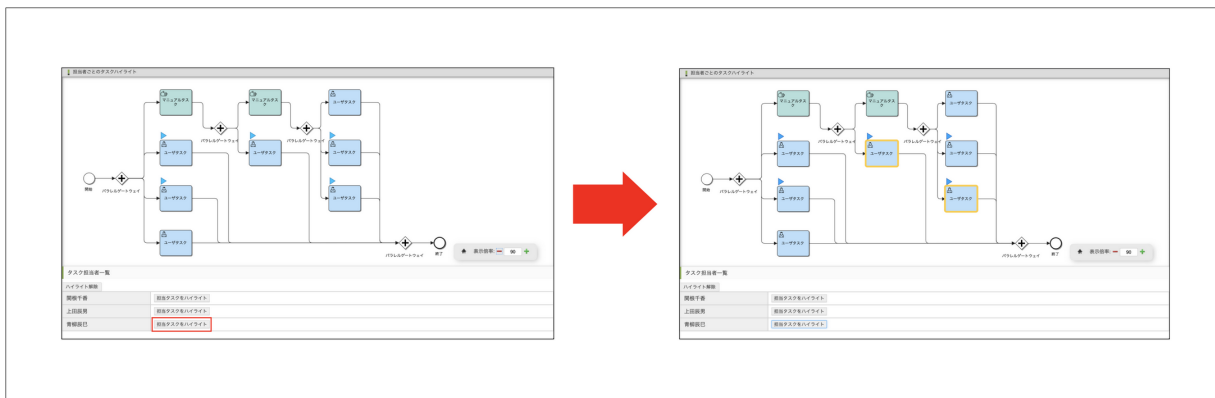 担当者ごとのタスクハイライト
マニュアルタスク
マニュアルタスク
ユーザタスク
パラレルゲートウェイ
パラレルゲートウェイ
ユーザタスク
ユーザタスク
ユーザタスク
開始
パラレルゲートウェイ
ユーザタスク
ユーザタスク
ユーザタスク
パラレルゲートウェイ
終了
表示倍率:
90
タスク担当者一覧
ハイライト解除
関根千香
担当タスクをハイライト
上田辰男
担当タスクをハイライト
青柳辰巳
担当タスクをハイライト
担当者ごとのタスクハイライト
マニュアルタスク
マニュアルタスク
ユーザタスク
パラレルゲートウェイ
パラレルゲートウェイ
ユーザタスク
ユーザタスク
ユーザタスク
開始
パラレルゲートウェイ
ユーザタスク
ユーザタスク
ユーザタスク
パラレルゲートウェイ
終了
表示倍率:
90
タスク担当者一覧
ハイライト解除
関根千香
担当タスクをハイライト
上田辰男
担当タスクをハイライト
青柳辰巳
担当タスクをハイライト